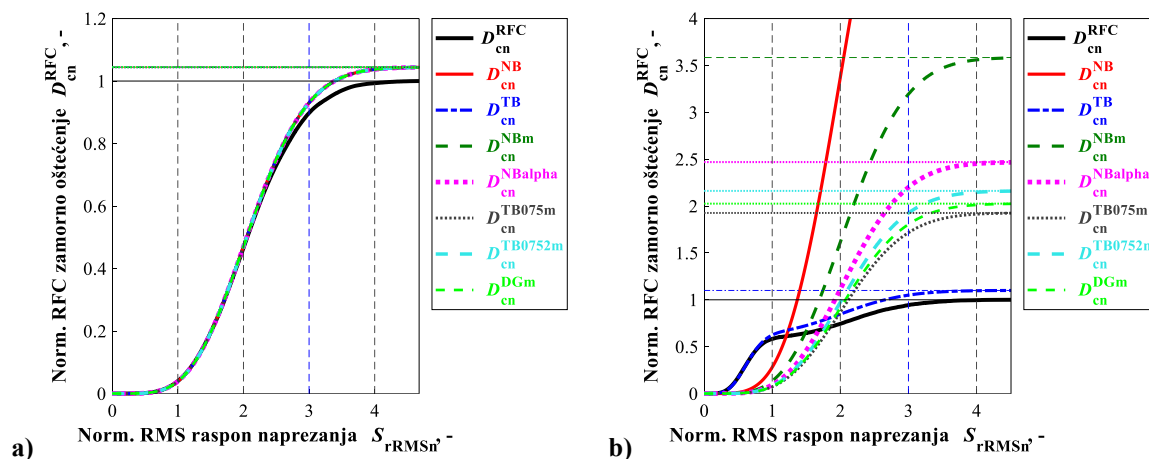 1.2
1
0.8
0.6
0.4
0.2
0
0 1 2 3 4
Norm. RFC zamorno oštećenje D_cn^RFC, -
Norm. RMS raspon naprezanja S_rRMSn, -
a)
D_cn^RFC
D_cn^NB
D_cn^TB
D_cn^NBm
D_cn^NBalpha
D_cn^TB075m
D_cn^TB0752m
D_cn^DGm
4
3.5
3
2.5
2
1.5
1
0.5
0
0 1 2 3 4
Norm. RFC zamorno oštećenje D_cn^RFC, -
Norm. RMS raspon naprezanja S_rRMSn, -
b)
D_cn^RFC
D_cn^NB
D_cn^TB
D_cn^NBm
D_cn^NBalpha
D_cn^TB075m
D_cn^TB0752m
D_cn^DGm